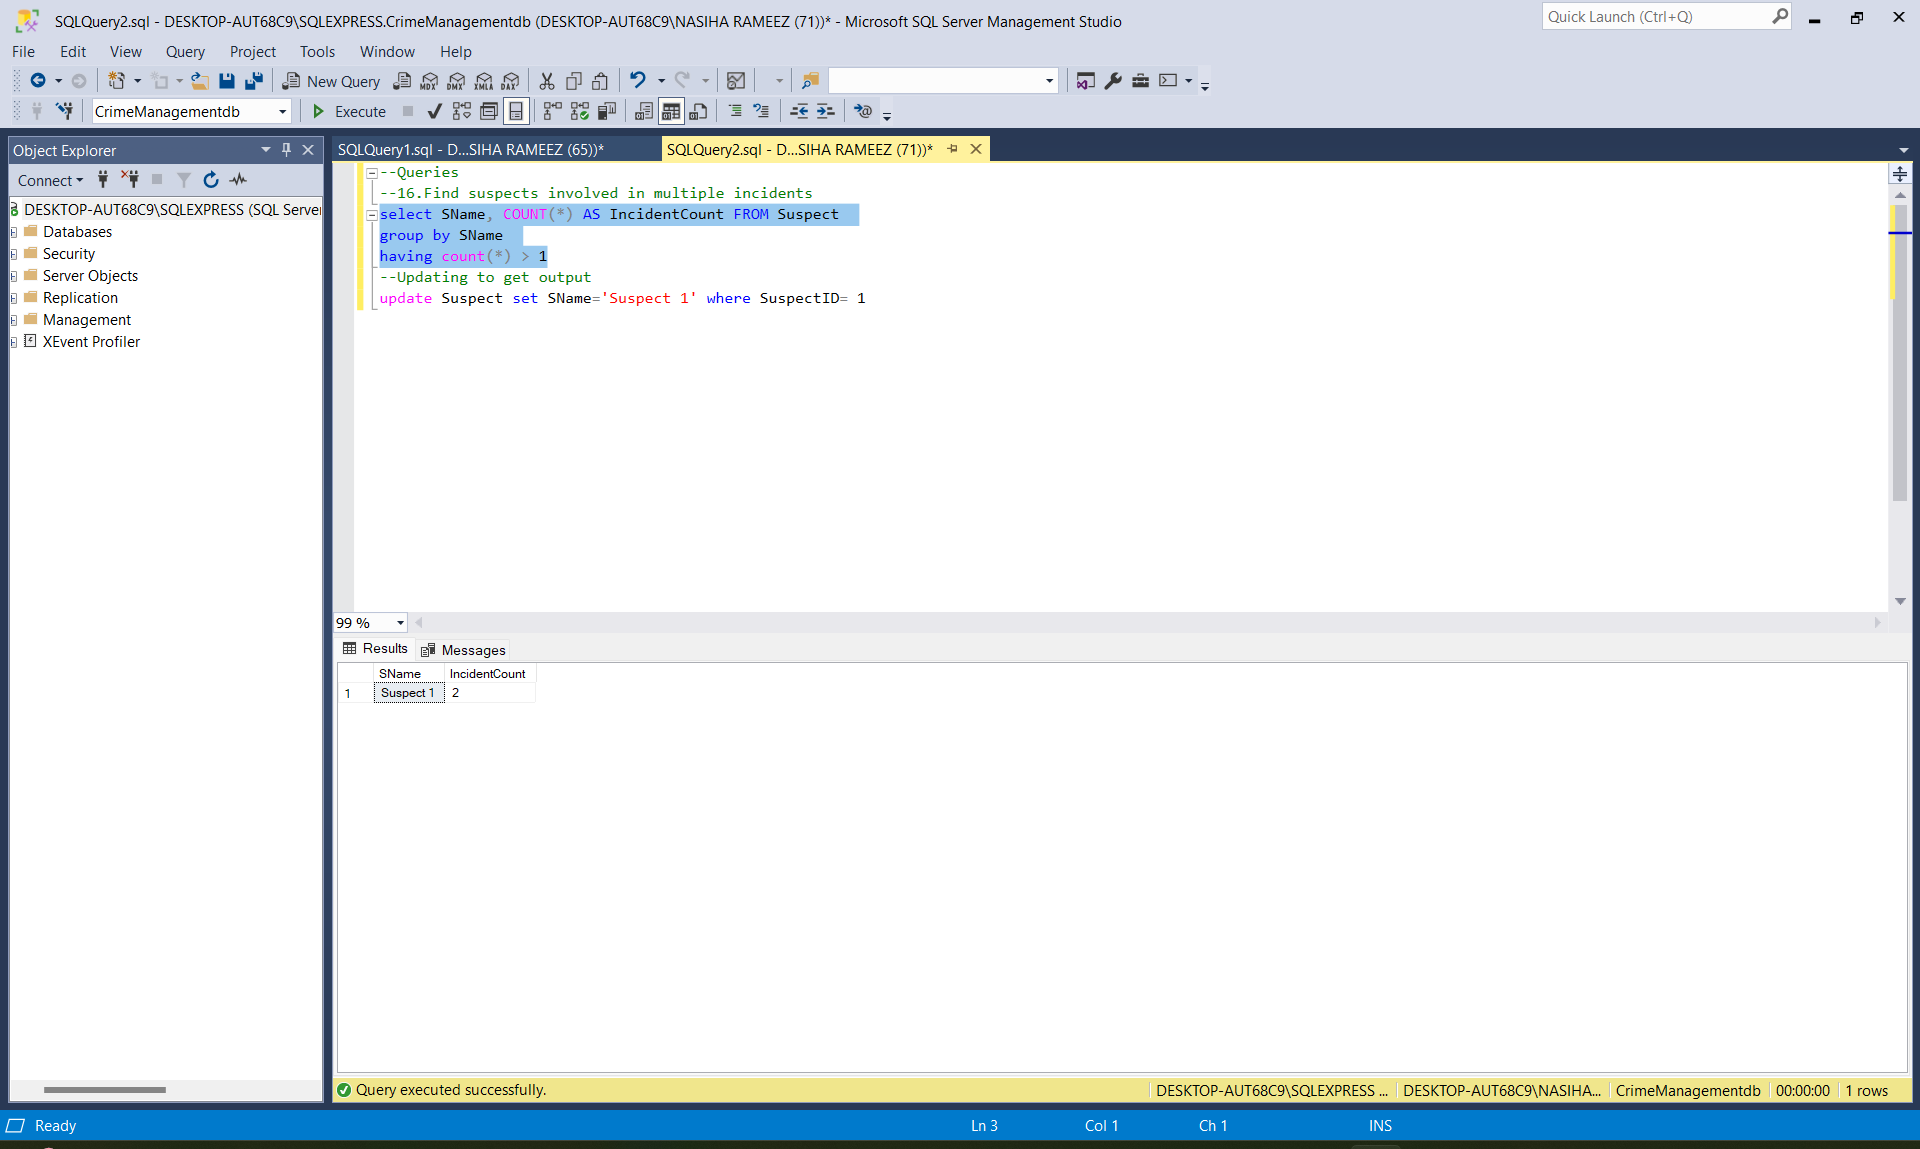 SQLQuery2.sql - DESKTOP-AUT68C9\SQLEXPRESS.CrimeManagementdb (DESKTOP-AUT68C9\NASIHA RAMEEZ (71))* - Microsoft SQL Server Management Studio
Quick Launch (Ctrl+Q)
File Edit View Query Project Tools Window Help
New Query
MDX DMX XMLA DAX
CrimeManagementdb
Execute
Object Explorer
SQLQuery1.sql - D...SIHA RAMEEZ (65))*
SQLQuery2.sql - D...SIHA RAMEEZ (71))*
Connect
DESKTOP-AUT68C9\SQLEXPRESS (SQL Server
Databases
Security
Server Objects
Replication
Management
XEvent Profiler
--Queries
--16.Find suspects involved in multiple incidents
select SName, COUNT(*) AS IncidentCount FROM Suspect
group by SName
having count(*) > 1
--Updating to get output
update Suspect set SName='Suspect 1' where SuspectID= 1
99 %
Results Messages
SName IncidentCount
1 Suspect 1 2
Query executed successfully.
DESKTOP-AUT68C9\SQLEXPRESS ... DESKTOP-AUT68C9\NASIHA... CrimeManagementdb 00:00:00 1 rows
Ready Ln 3 Col 1 Ch 1 INS